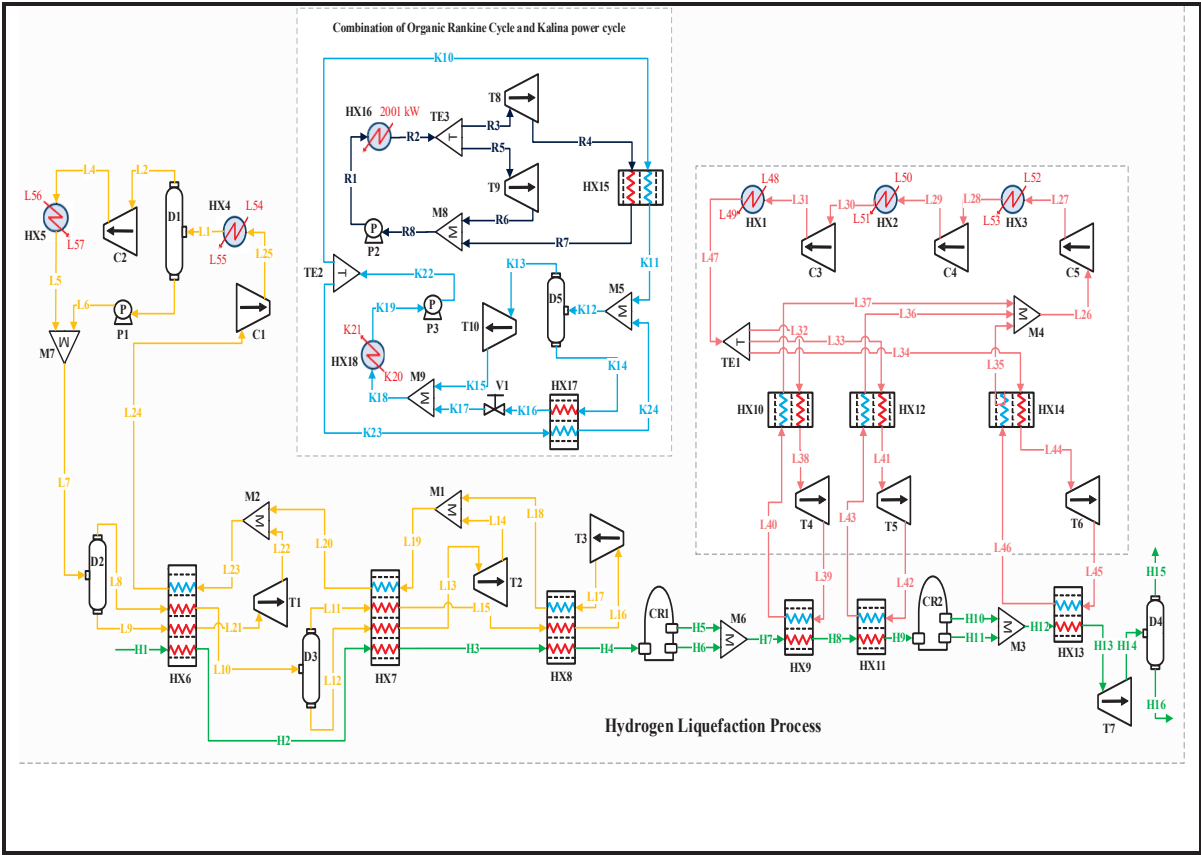 Combination of Organic Rankine Cycle and Kalina power cycle
K10
T8
HX16 2001 kW
TE3
R3
R2
T
R4
R5
R1
T9
HX15
M8
R6
P
R8
M
R7
P2
TE2
T
K22
K13
K11
K19
P
P3
D5
K12
M5
M
K21
T10
HX18
K20
K14
M9
K15
V1
HX17
K18
M
K17
K16
K24
K23
L4
L2
L56
D1
HX4
L54
HX5
L57
C2
L1
L55
L25
L5
L6
P
P1
C1
M7
M
L24
L7
L48
L50
L52
L49
L31
L30
L29
L28
L27
HX1
L51
HX2
L53
HX3
C3
C4
C5
L47
L37
L36
M
L26
M4
L32
T
L33
L34
TE1
L35
HX10
HX12
HX14
L38
L41
L44
T4
T5
T6
L40
L43
L46
L39
L42
L45
M2
M
L22
L23
L20
M1
M
L14
L18
L19
T3
D2
L8
L9
T1
L21
L10
HX6
H1
D3
L11
L12
L13
T2
L15
HX7
L17
L16
HX8
H2
H3
H4
CR1
H5
H6
M6
M
H7
HX9
H8
HX11
H9
CR2
H10
H11
M
M3
H12
HX13
H13
H14
H15
D4
H16
T7
Hydrogen Liquefaction Process